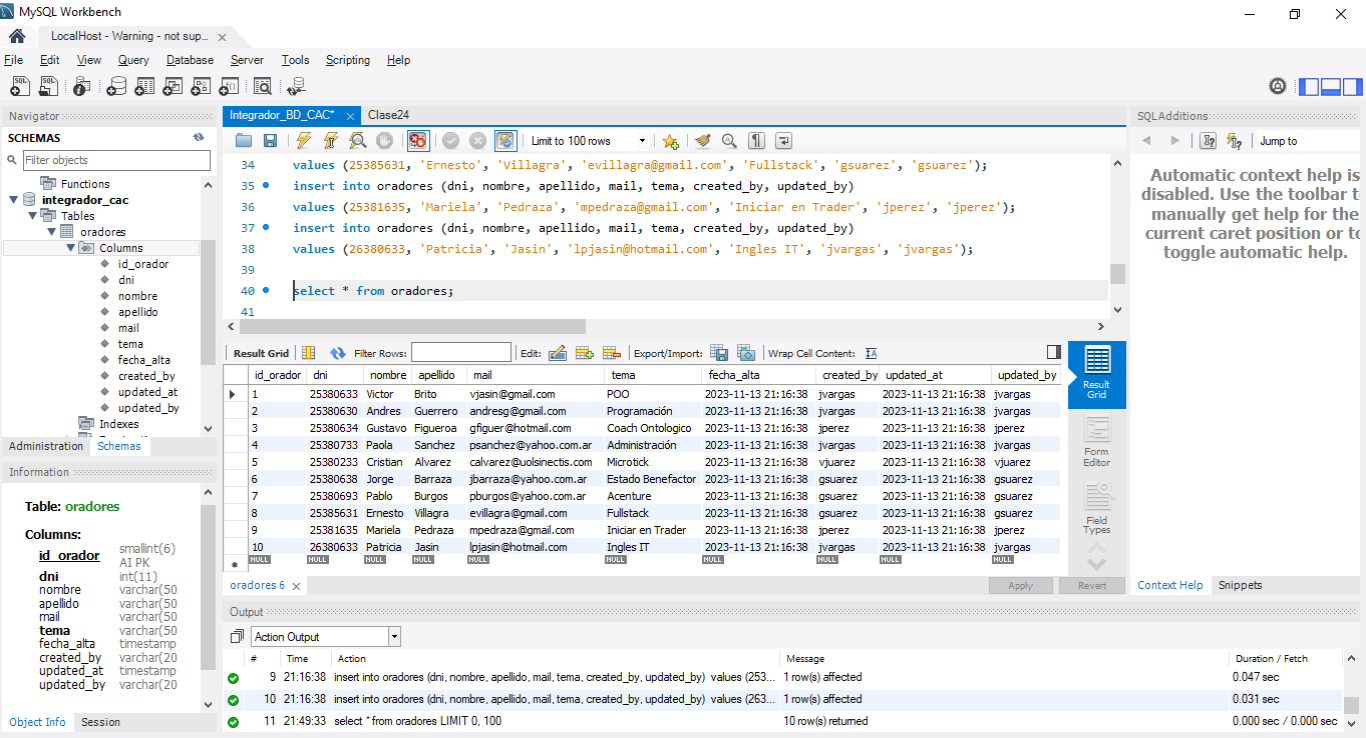 MySQL Workbench
LocalHost - Warning - not sup...
File Edit View Query Database Server Tools Scripting Help
Navigator
SCHEMAS
Filter objects
Functions
integrador_cac
Tables
oradores
Columns
id_orador
dni
nombre
apellido
mail
tema
fecha_alta
created_by
updated_at
updated_by
Indexes
Administration Schemas
Information
Table: oradores
Columns:
id_orador smallint(6)
AI PK
dni int(11)
nombre varchar(50
apellido varchar(50
mail varchar(50
tema varchar(50
fecha_alta timestamp
created_by varchar(20
updated_at timestamp
updated_by varchar(20
Object Info Session
Integrador_BD_CAC* Clase24
Limit to 100 rows
34 values (25385631, 'Ernesto', 'Villagra', 'evillagra@gmail.com', 'Fullstack', 'gsuarez', 'gsuarez');
35 insert into oradores (dni, nombre, apellido, mail, tema, created_by, updated_by)
36 values (25381635, 'Mariela', 'Pedraza', 'mpedraza@gmail.com', 'Iniciar en Trader', 'jperez', 'jperez');
37 insert into oradores (dni, nombre, apellido, mail, tema, created_by, updated_by)
38 values (26380633, 'Patricia', 'Jasin', 'lpjasin@hotmail.com', 'Ingles IT', 'jvargas', 'jvargas');
39
40 select * from oradores;
41
Result Grid Filter Rows: Edit: Export/Import: Wrap Cell Content:
id_orador dni nombre apellido mail tema fecha_alta created_by updated_at updated_by
1 25380633 Victor Brito vjasin@gmail.com POO 2023-11-13 21:16:38 jvargas 2023-11-13 21:16:38 jvargas
2 25380630 Andres Guerrero andresg@gmail.com Programación 2023-11-13 21:16:38 jvargas 2023-11-13 21:16:38 jvargas
3 25380634 Gustavo Figueroa gfiguer@hotmail.com Coach Ontologico 2023-11-13 21:16:38 jperez 2023-11-13 21:16:38 jperez
4 25380733 Paola Sanchez psanchez@yahoo.com.ar Administración 2023-11-13 21:16:38 jvargas 2023-11-13 21:16:38 jvargas
5 25380233 Cristian Alvarez calvarez@uolsinectis.com Microtick 2023-11-13 21:16:38 vjuarez 2023-11-13 21:16:38 vjuarez
6 25380638 Jorge Barraza jbarraza@yahoo.com.ar Estado Benefactor 2023-11-13 21:16:38 gsuarez 2023-11-13 21:16:38 gsuarez
7 25380693 Pablo Burgos pburgos@yahoo.com.ar Acenture 2023-11-13 21:16:38 gsuarez 2023-11-13 21:16:38 gsuarez
8 25385631 Ernesto Villagra evillagra@gmail.com Fullstack 2023-11-13 21:16:38 gsuarez 2023-11-13 21:16:38 gsuarez
9 25381635 Mariela Pedraza mpedraza@gmail.com Iniciar en Trader 2023-11-13 21:16:38 jperez 2023-11-13 21:16:38 jperez
10 26380633 Patricia Jasin lpjasin@hotmail.com Ingles IT 2023-11-13 21:16:38 jvargas 2023-11-13 21:16:38 jvargas
NULL NULL NULL NULL NULL NULL NULL NULL NULL NULL
Result
Grid
Form
Editor
Field
Types
oradores 6 Apply Revert
Output
Action Output
# Time Action Message Duration / Fetch
9 21:16:38 insert into oradores (dni, nombre, apellido, mail, tema, created_by, updated_by) values (253... 1 row(s) affected 0.047 sec
10 21:16:38 insert into oradores (dni, nombre, apellido, mail, tema, created_by, updated_by) values (263... 1 row(s) affected 0.031 sec
11 21:49:33 select * from oradores LIMIT 0, 100 10 row(s) returned 0.000 sec / 0.000 sec
SQLAdditions
Jump to
Automatic context help is
disabled. Use the toolbar t
manually get help for the
current caret position or to
toggle automatic help.
Context Help Snippets